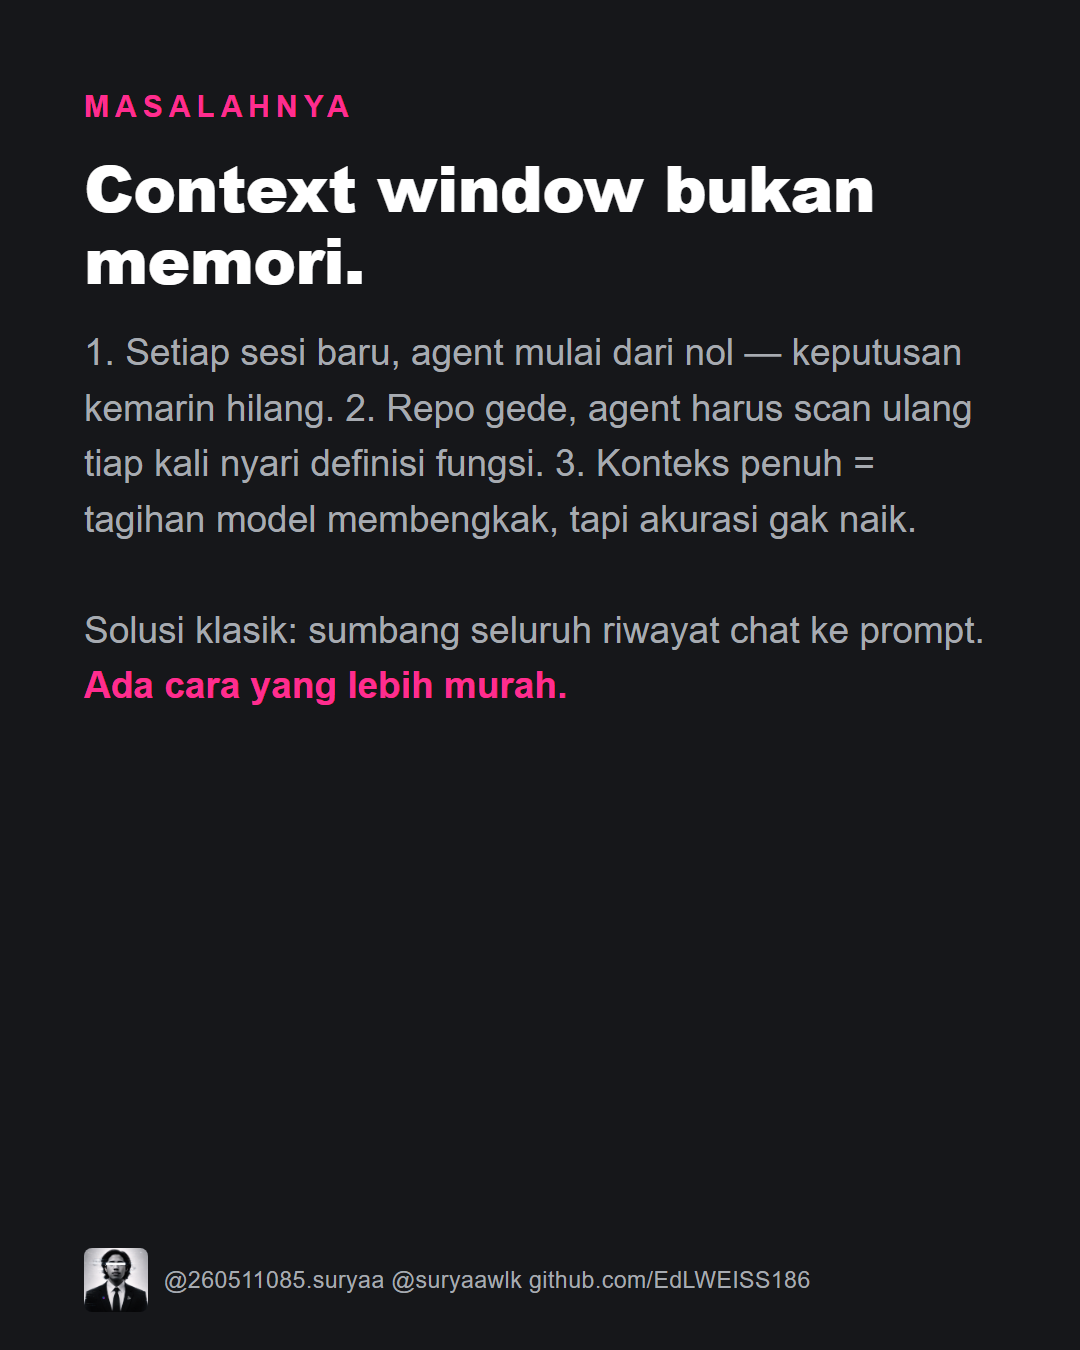 MASALAHNYA
Context window bukan
memori.
1. Setiap sesi baru, agent mulai dari nol — keputusan
kemarin hilang. 2. Repo gede, agent harus scan ulang
tiap kali nyari definisi fungsi. 3. Konteks penuh =
tagihan model membengkak, tapi akurasi gak naik.
Solusi klasik: sumbang seluruh riwayat chat ke prompt.
Ada cara yang lebih murah.
@260511085.suryaa @suryaawlk github.com/EdLWEISS186